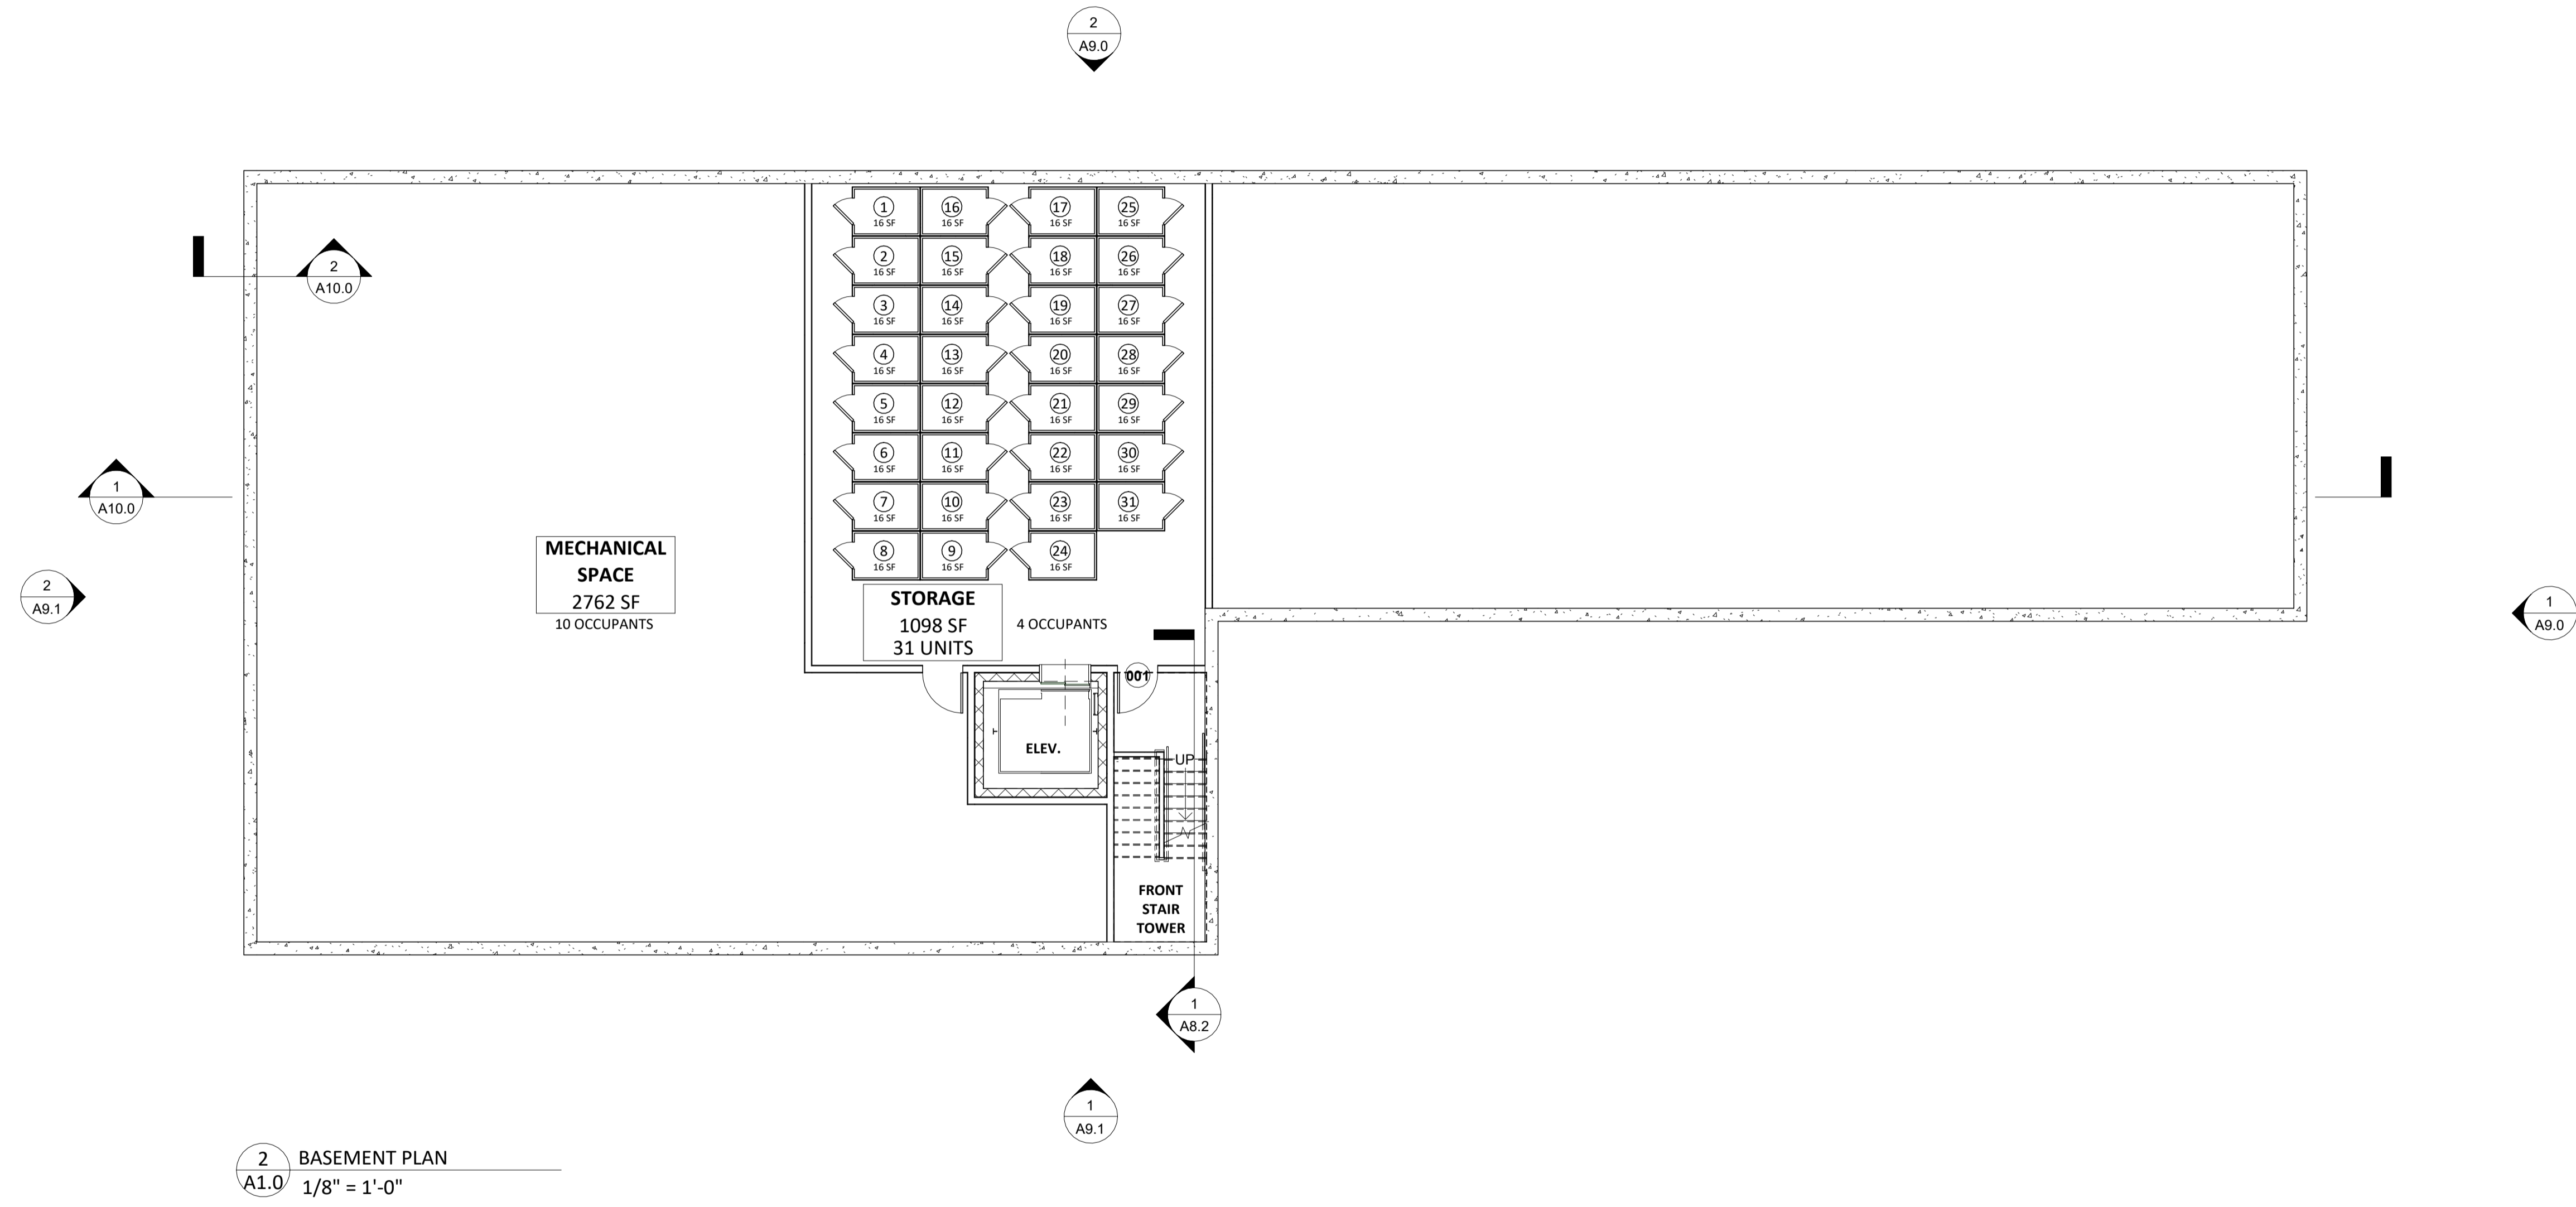 2
A9.0
1
16 SF
16
16 SF
17
16 SF
25
16 SF
2
16 SF
15
16 SF
18
16 SF
26
16 SF
2
A10.0
3
16 SF
14
16 SF
19
16 SF
27
16 SF
4
16 SF
13
16 SF
20
16 SF
28
16 SF
5
16 SF
12
16 SF
21
16 SF
29
16 SF
6
16 SF
11
16 SF
22
16 SF
30
16 SF
1
A10.0
7
16 SF
10
16 SF
23
16 SF
31
16 SF
8
16 SF
9
16 SF
24
16 SF
MECHANICAL
SPACE
2762 SF
10 OCCUPANTS
2
A9.1
STORAGE
1098 SF
31 UNITS
4 OCCUPANTS
1
A9.0
001
ELEV.
UP
FRONT
STAIR
TOWER
1
A8.2
1
A9.1
2
A1.0
BASEMENT PLAN
1/8" = 1'-0"